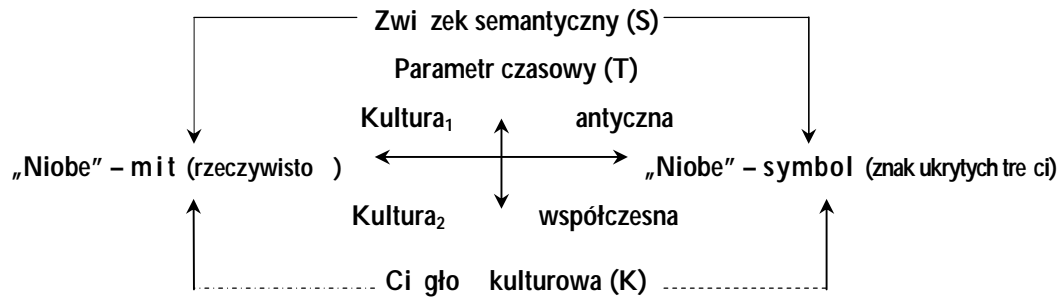 Zwi zek semantyczny (S)
Parametr czasowy (T)
Kultura₁ antyczna
„Niobe” – mit (rzeczywisto )
„Niobe” – symbol (znak ukrytych tre ci)
Kultura₂ współczesna
Ci gło kulturowa (K)